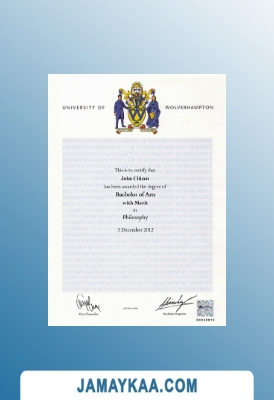 UNIVERSITY OF WOLVERHAMPTON
This is to certify that
John Citizen
has been awarded the degree of
Bachelor of Arts
with Merit
in
Philosophy
2 December 2012
Vice-Chancellor
Academic Registrar
JAMAYKAA.COM